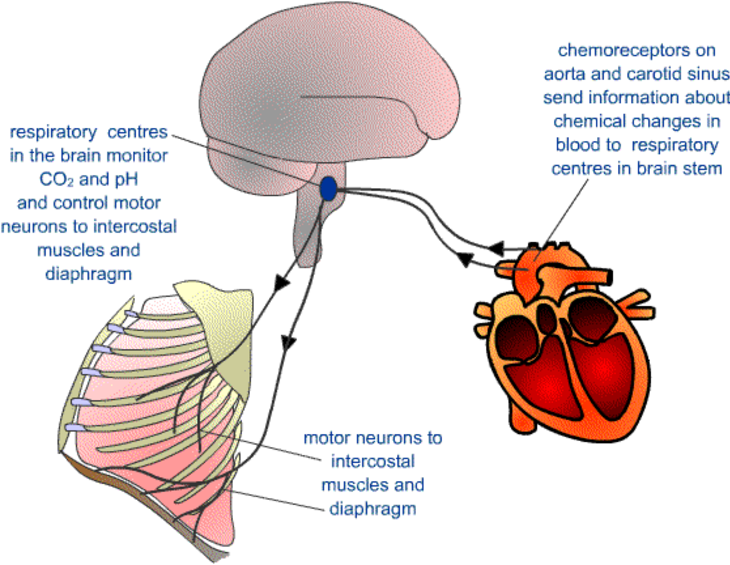 chemoreceptors on
aorta and carotid sinus
send information about
chemical changes in
blood to respiratory
centres in brain stem
respiratory centres
in the brain monitor
CO₂ and pH
and control motor
neurons to intercostal
muscles and
diaphragm
motor neurons to
intercostal
muscles and
diaphragm